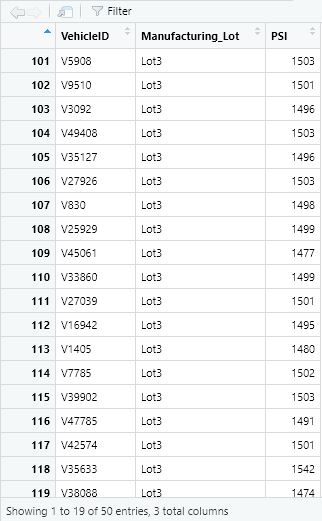 Filter
VehicleID Manufacturing_Lot PSI
101 V5908 Lot3 1503
102 V9510 Lot3 1501
103 V3092 Lot3 1496
104 V49408 Lot3 1503
105 V35127 Lot3 1496
106 V27926 Lot3 1503
107 V830 Lot3 1498
108 V25929 Lot3 1499
109 V45061 Lot3 1477
110 V33860 Lot3 1499
111 V27039 Lot3 1501
112 V16942 Lot3 1495
113 V1405 Lot3 1480
114 V7785 Lot3 1502
115 V39902 Lot3 1503
116 V47785 Lot3 1491
117 V42574 Lot3 1501
118 V35633 Lot3 1542
119 V38088 Lot3 1474
Showing 1 to 19 of 50 entries, 3 total columns